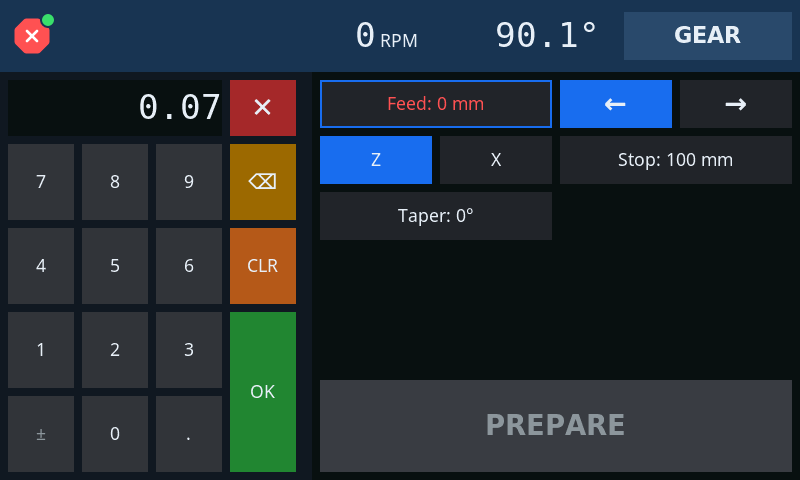 0 RPM 90.1° GEAR
0.07 ✕
Feed: 0 mm ← →
7 8 9 ⌫
Z X Stop: 100 mm
Taper: 0°
4 5 6 CLR
1 2 3
OK
± 0 .
PREPARE